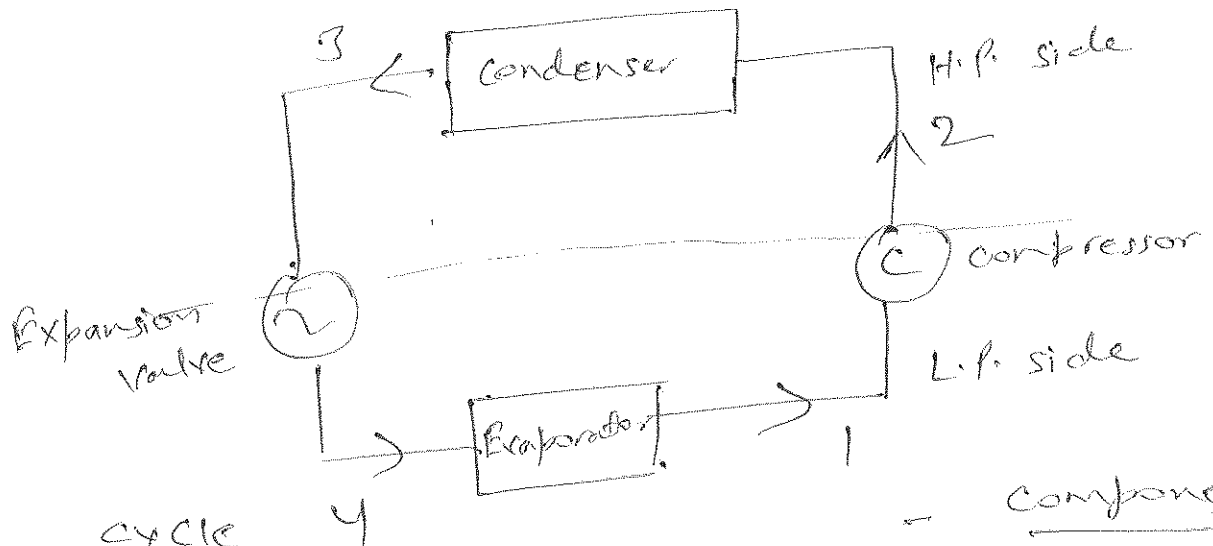 3
Condenser
H.P. side
2
C
compressor
Expansion
valve
L.P. side
Evaporator
1
cycle
4
- compone